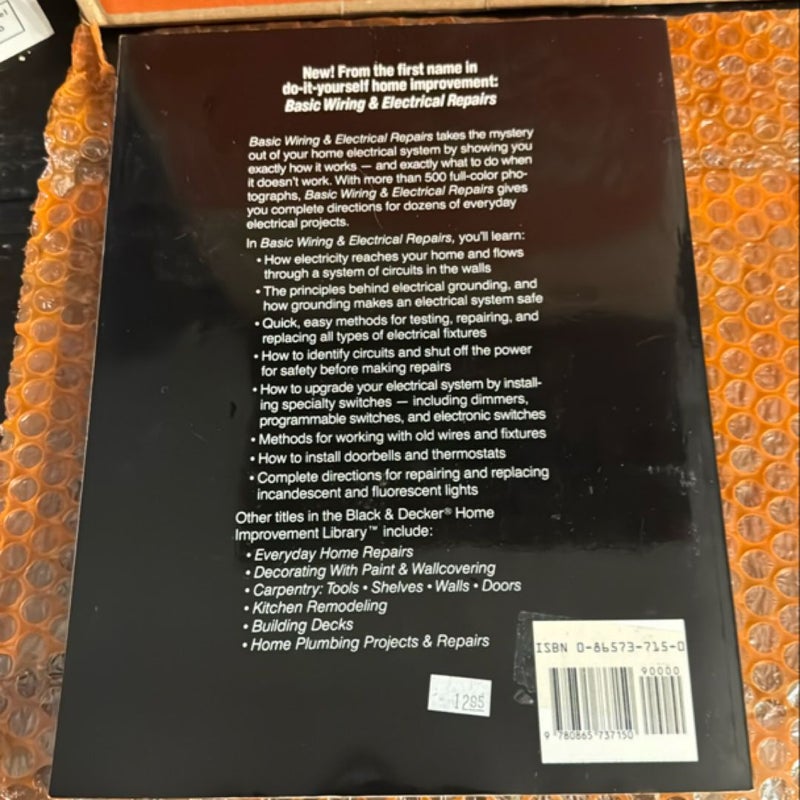 New! From the first name in
do-it-yourself home improvement:
Basic Wiring & Electrical Repairs
Basic Wiring & Electrical Repairs takes the mystery
out of your home electrical system by showing you
exactly how it works — and exactly what to do when
it doesn't work. With more than 500 full-color pho-
tographs, Basic Wiring & Electrical Repairs gives
you complete directions for dozens of everyday
electrical projects.
In Basic Wiring & Electrical Repairs, you'll learn:
• How electricity reaches your home and flows
through a system of circuits in the walls
• The principles behind electrical grounding, and
how grounding makes an electrical system safe
• Quick, easy methods for testing, repairing, and
replacing all types of electrical fixtures
• How to identify circuits and shut off the power
for safety before making repairs
• How to upgrade your electrical system by install-
ing specialty switches — including dimmers,
programmable switches, and electronic switches
• Methods for working with old wires and fixtures
• How to install doorbells and thermostats
• Complete directions for repairing and replacing
incandescent and fluorescent lights
Other titles in the Black & Decker® Home
Improvement Library™ include:
• Everyday Home Repairs
• Decorating With Paint & Wallcovering
• Carpentry: Tools • Shelves • Walls • Doors
• Kitchen Remodeling
• Building Decks
• Home Plumbing Projects & Repairs
1295
ISBN 0-86573-715-0
90000
9 780865 737150